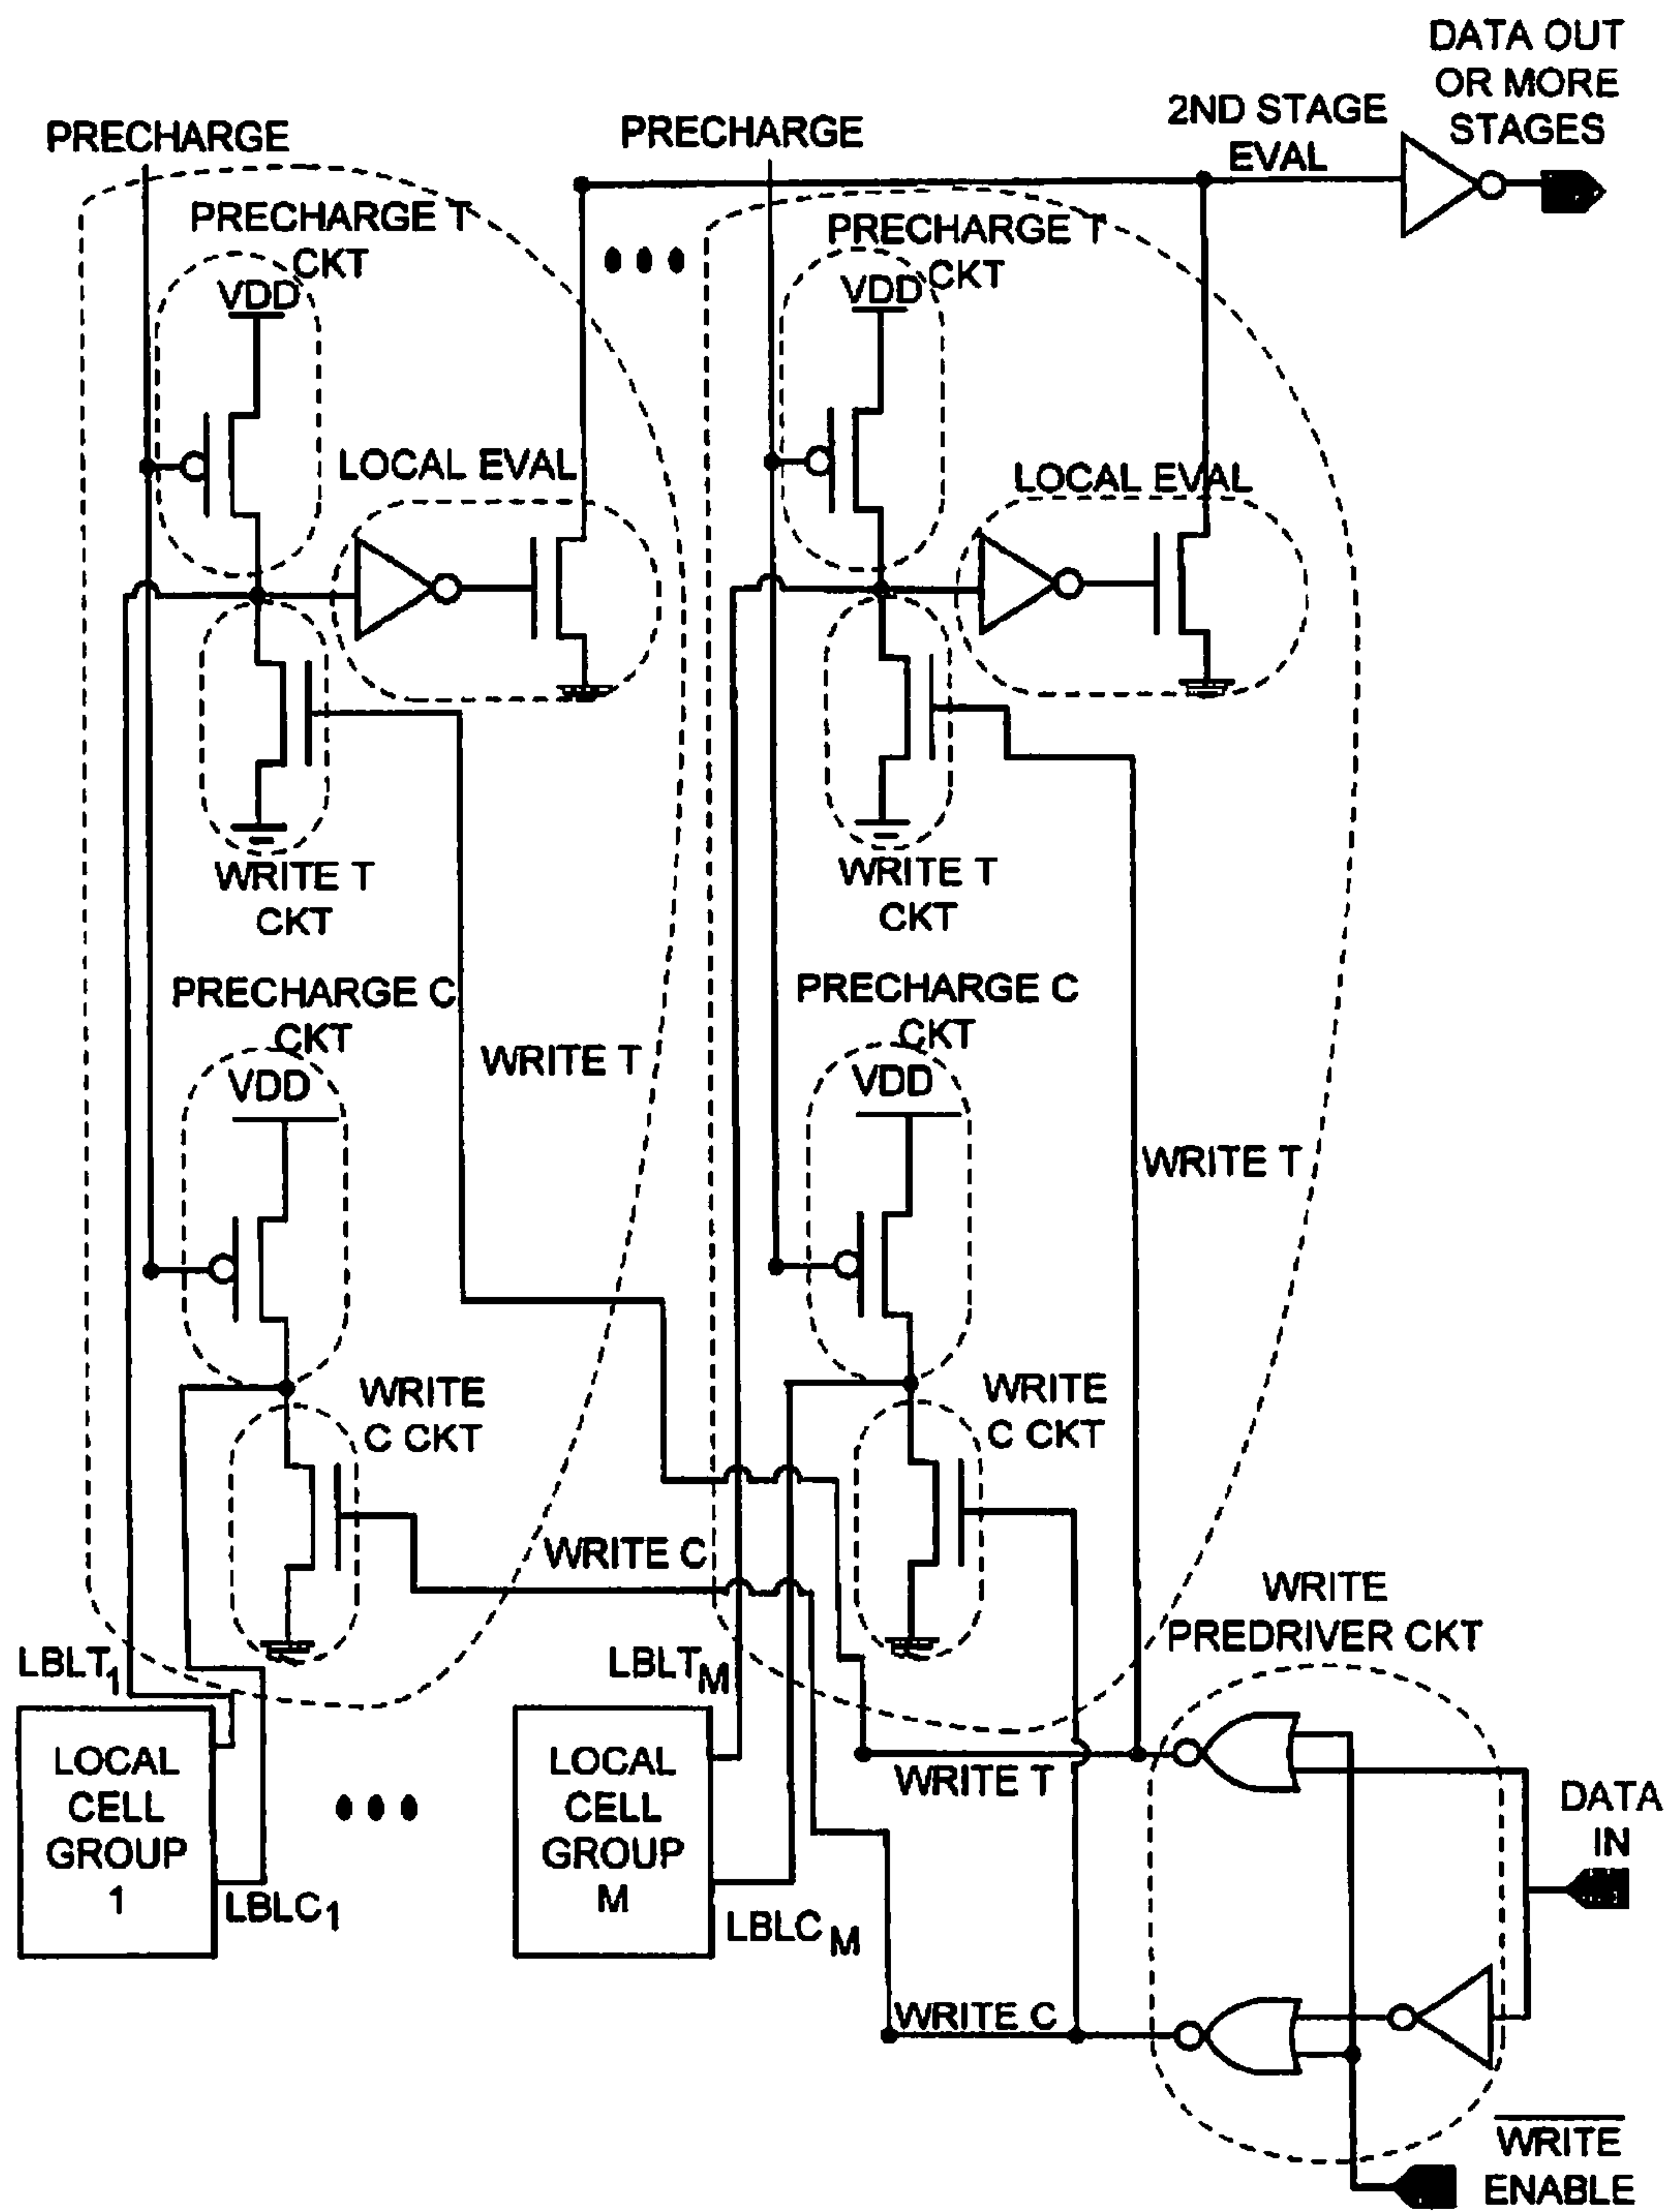 DATA OUT
OR MORE
STAGES
2ND STAGE
EVAL
PRECHARGE
PRECHARGE
PRECHARGE T
CKT
VDD
PRECHARGE T
CKT
VDD
LOCAL EVAL
LOCAL EVAL
WRITE T
CKT
WRITE T
CKT
PRECHARGE C
CKT
VDD
PRECHARGE C
CKT
VDD
WRITE T
WRITE T
WRITE
C CKT
WRITE
C CKT
WRITE C
WRITE
PREDRIVER CKT
LBLT1
LBLTM
LOCAL
CELL
GROUP
1
LBLC1
LOCAL
CELL
GROUP
M
LBLC M
WRITE T
DATA
IN
WRITE C
WRITE
ENABLE